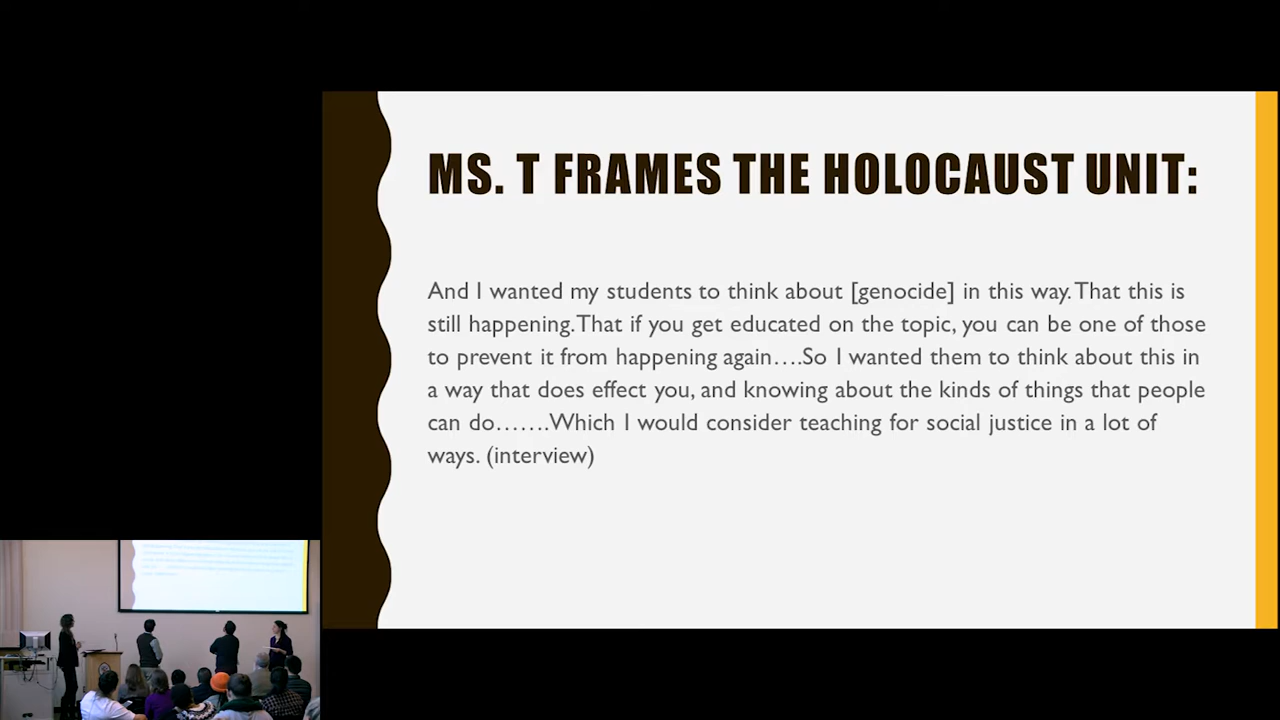 MS. T FRAMES THE HOLOCAUST UNIT:
And I wanted my students to think about [genocide] in this way. That this is
still happening. That if you get educated on the topic, you can be one of those
to prevent it from happening again….So I wanted them to think about this in
a way that does effect you, and knowing about the kinds of things that people
can do…….Which I would consider teaching for social justice in a lot of
ways. (interview)